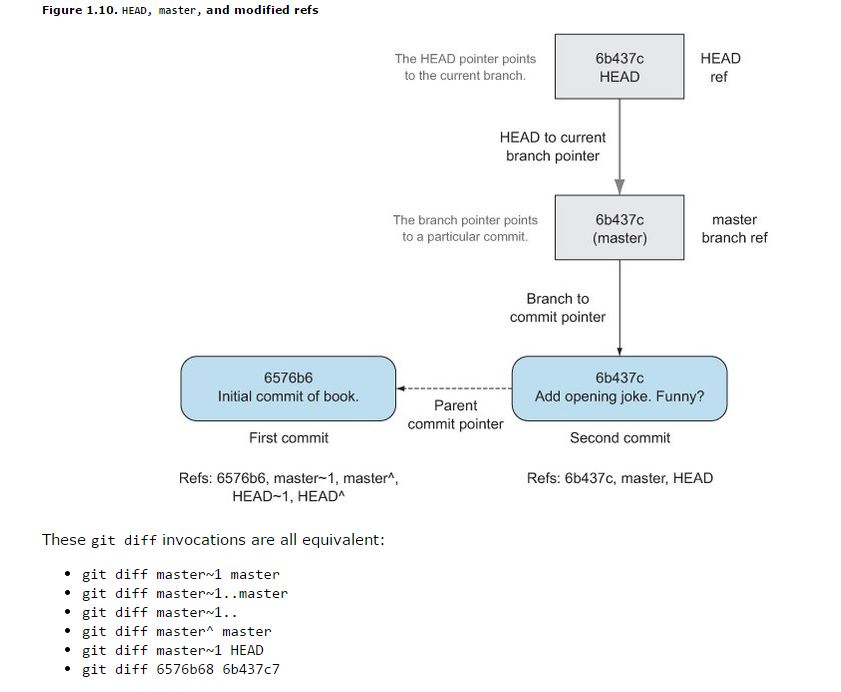 Figure 1.10. HEAD, master, and modified refs
The HEAD pointer points
to the current branch.
6b437c
HEAD
HEAD
ref
HEAD to current
branch pointer
The branch pointer points
to a particular commit.
6b437c
(master)
master
branch ref
Branch to
commit pointer
6576b6
Initial commit of book.
6b437c
Add opening joke. Funny?
Parent
commit pointer
First commit
Second commit
Refs: 6576b6, master~1, master^,
HEAD~1, HEAD^
Refs: 6b437c, master, HEAD
These git diff invocations are all equivalent:
• git diff master~1 master
• git diff master~1..master
• git diff master~1..
• git diff master^ master
• git diff master~1 HEAD
• git diff 6576b68 6b437c7